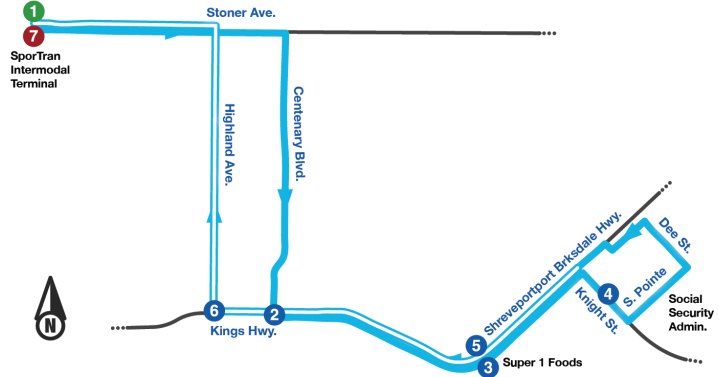 1
Stoner Ave.
7
SporTran
Intermodal
Terminal
Highland Ave.
Centenary Blvd.
Shreveportport Brksdale Hwy.
Dee St.
S. Pointe
4
Knight St.
Social
Security
Admin.
6
2
Kings Hwy.
5
3
Super 1 Foods
N